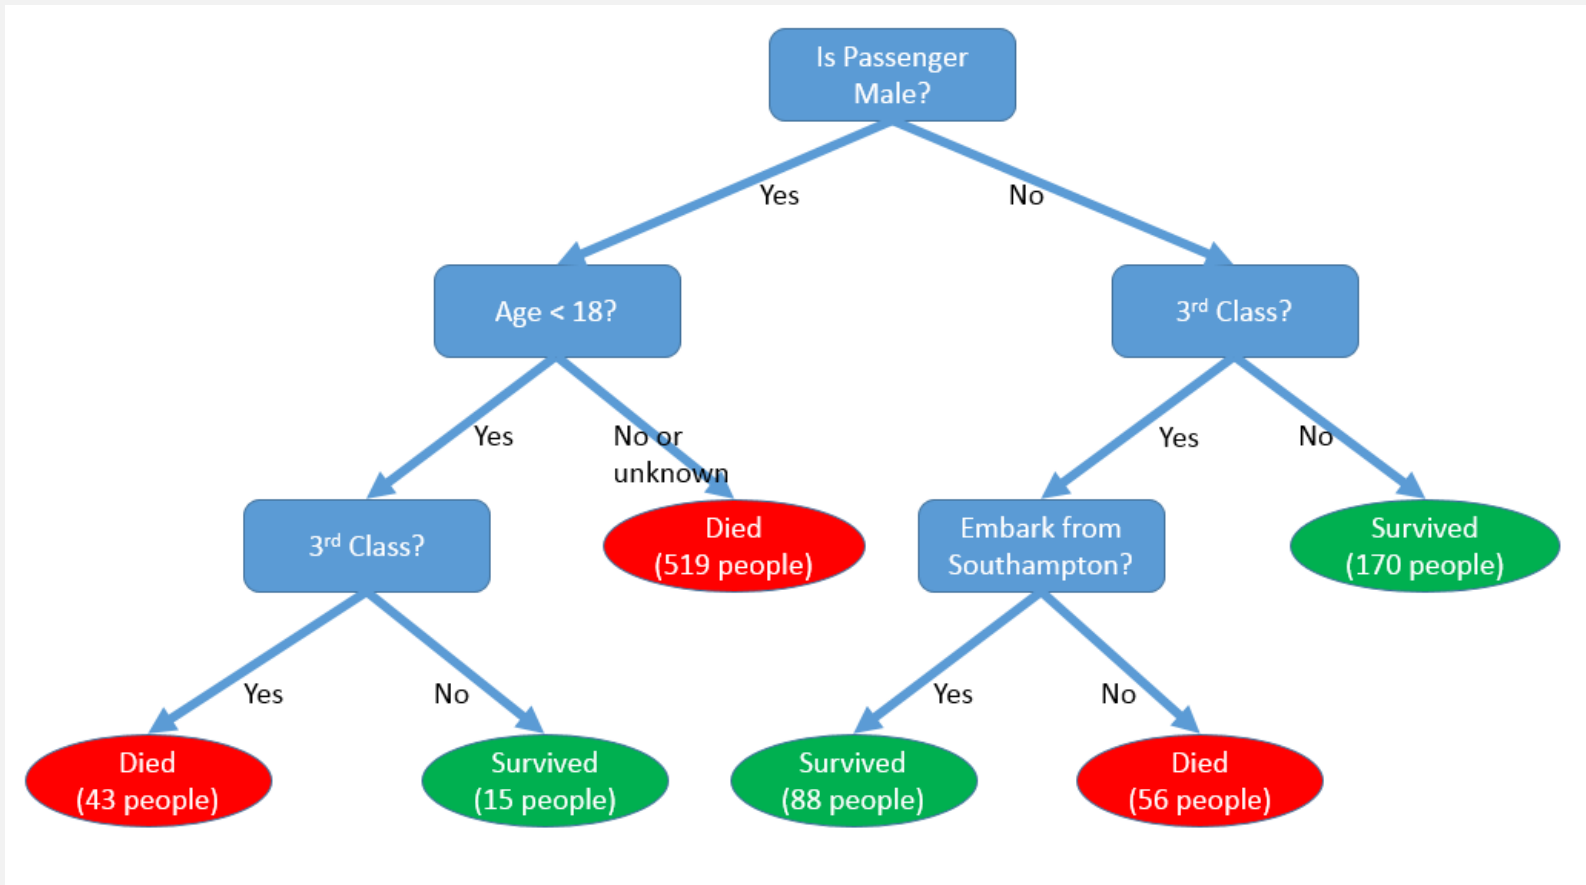 Is Passenger
Male?
Yes
No
Age < 18?
3rd Class?
Yes
No or
unknown
Yes
No
3rd Class?
Died
(519 people)
Embark from
Southampton?
Survived
(170 people)
Yes
No
Yes
No
Died
(43 people)
Survived
(15 people)
Survived
(88 people)
Died
(56 people)